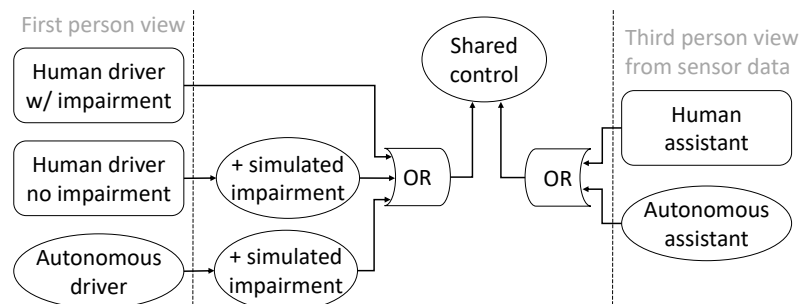 First person view
Human driver
w/ impairment
Human driver
no impairment
+ simulated
impairment
Autonomous
driver
+ simulated
impairment
OR
Shared
control
OR
Third person view
from sensor data
Human
assistant
Autonomous
assistant